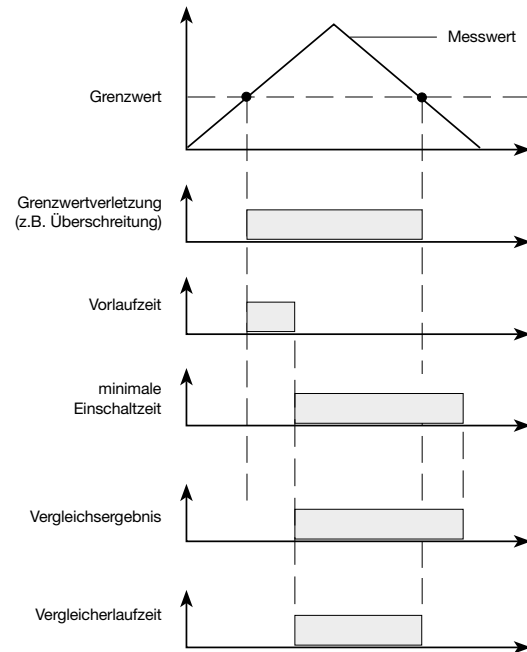 Messwert
Grenzwert
Grenzwertverletzung
(z.B. Überschreitung)
Vorlaufzeit
minimale
Einschaltzeit
Vergleichsergebnis
Vergleicherlaufzeit